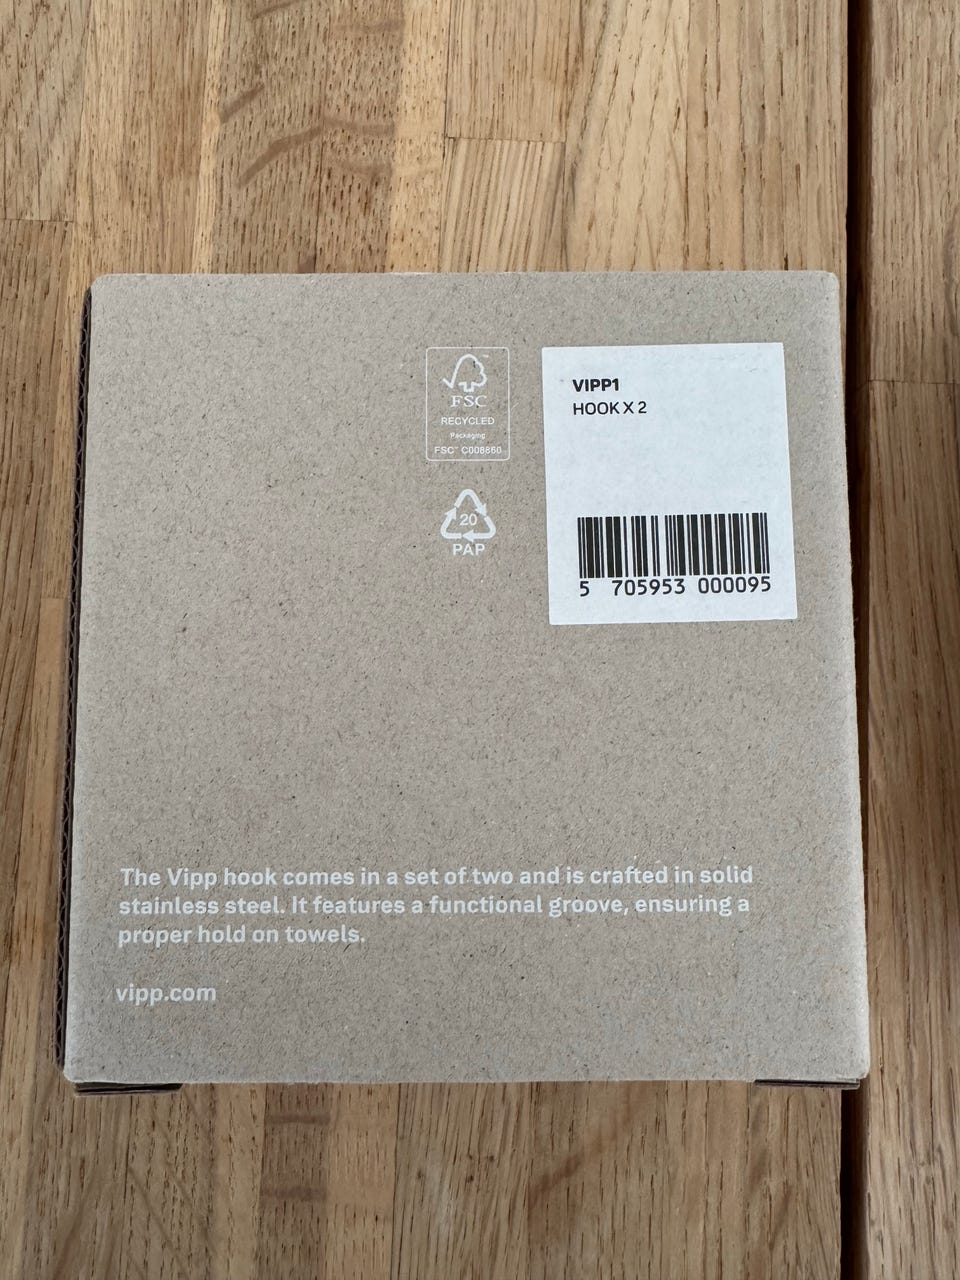 FSC
RECYCLED
Packaging
FSC™ C008860
20
PAP
VIPP1
HOOK X 2
5 705953 000095
The Vipp hook comes in a set of two and is crafted in solid
stainless steel. It features a functional groove, ensuring a
proper hold on towels.
vipp.com